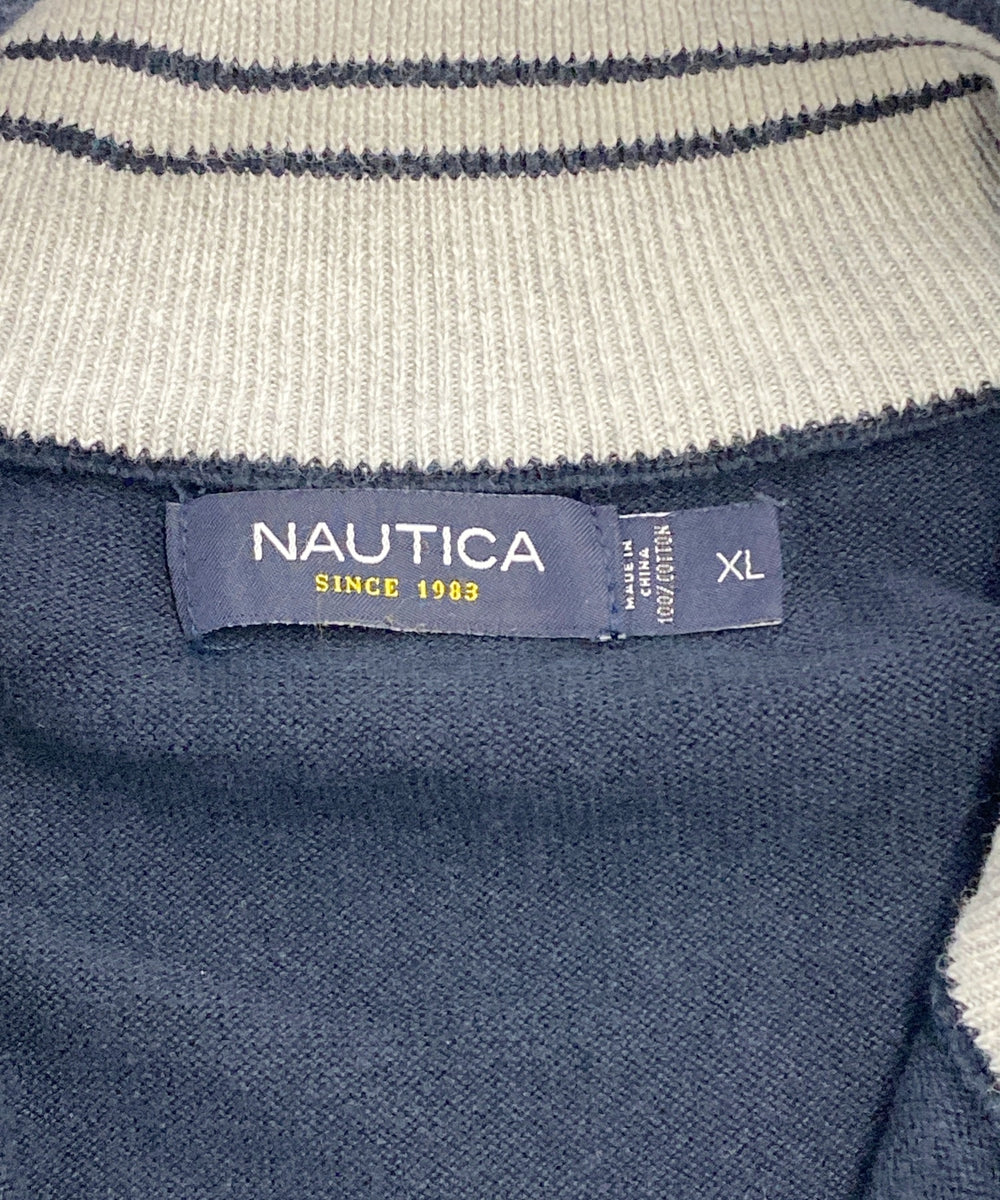 NAUTICA
SINCE 1983
MADE IN
CHINA
100%COTTON
XL